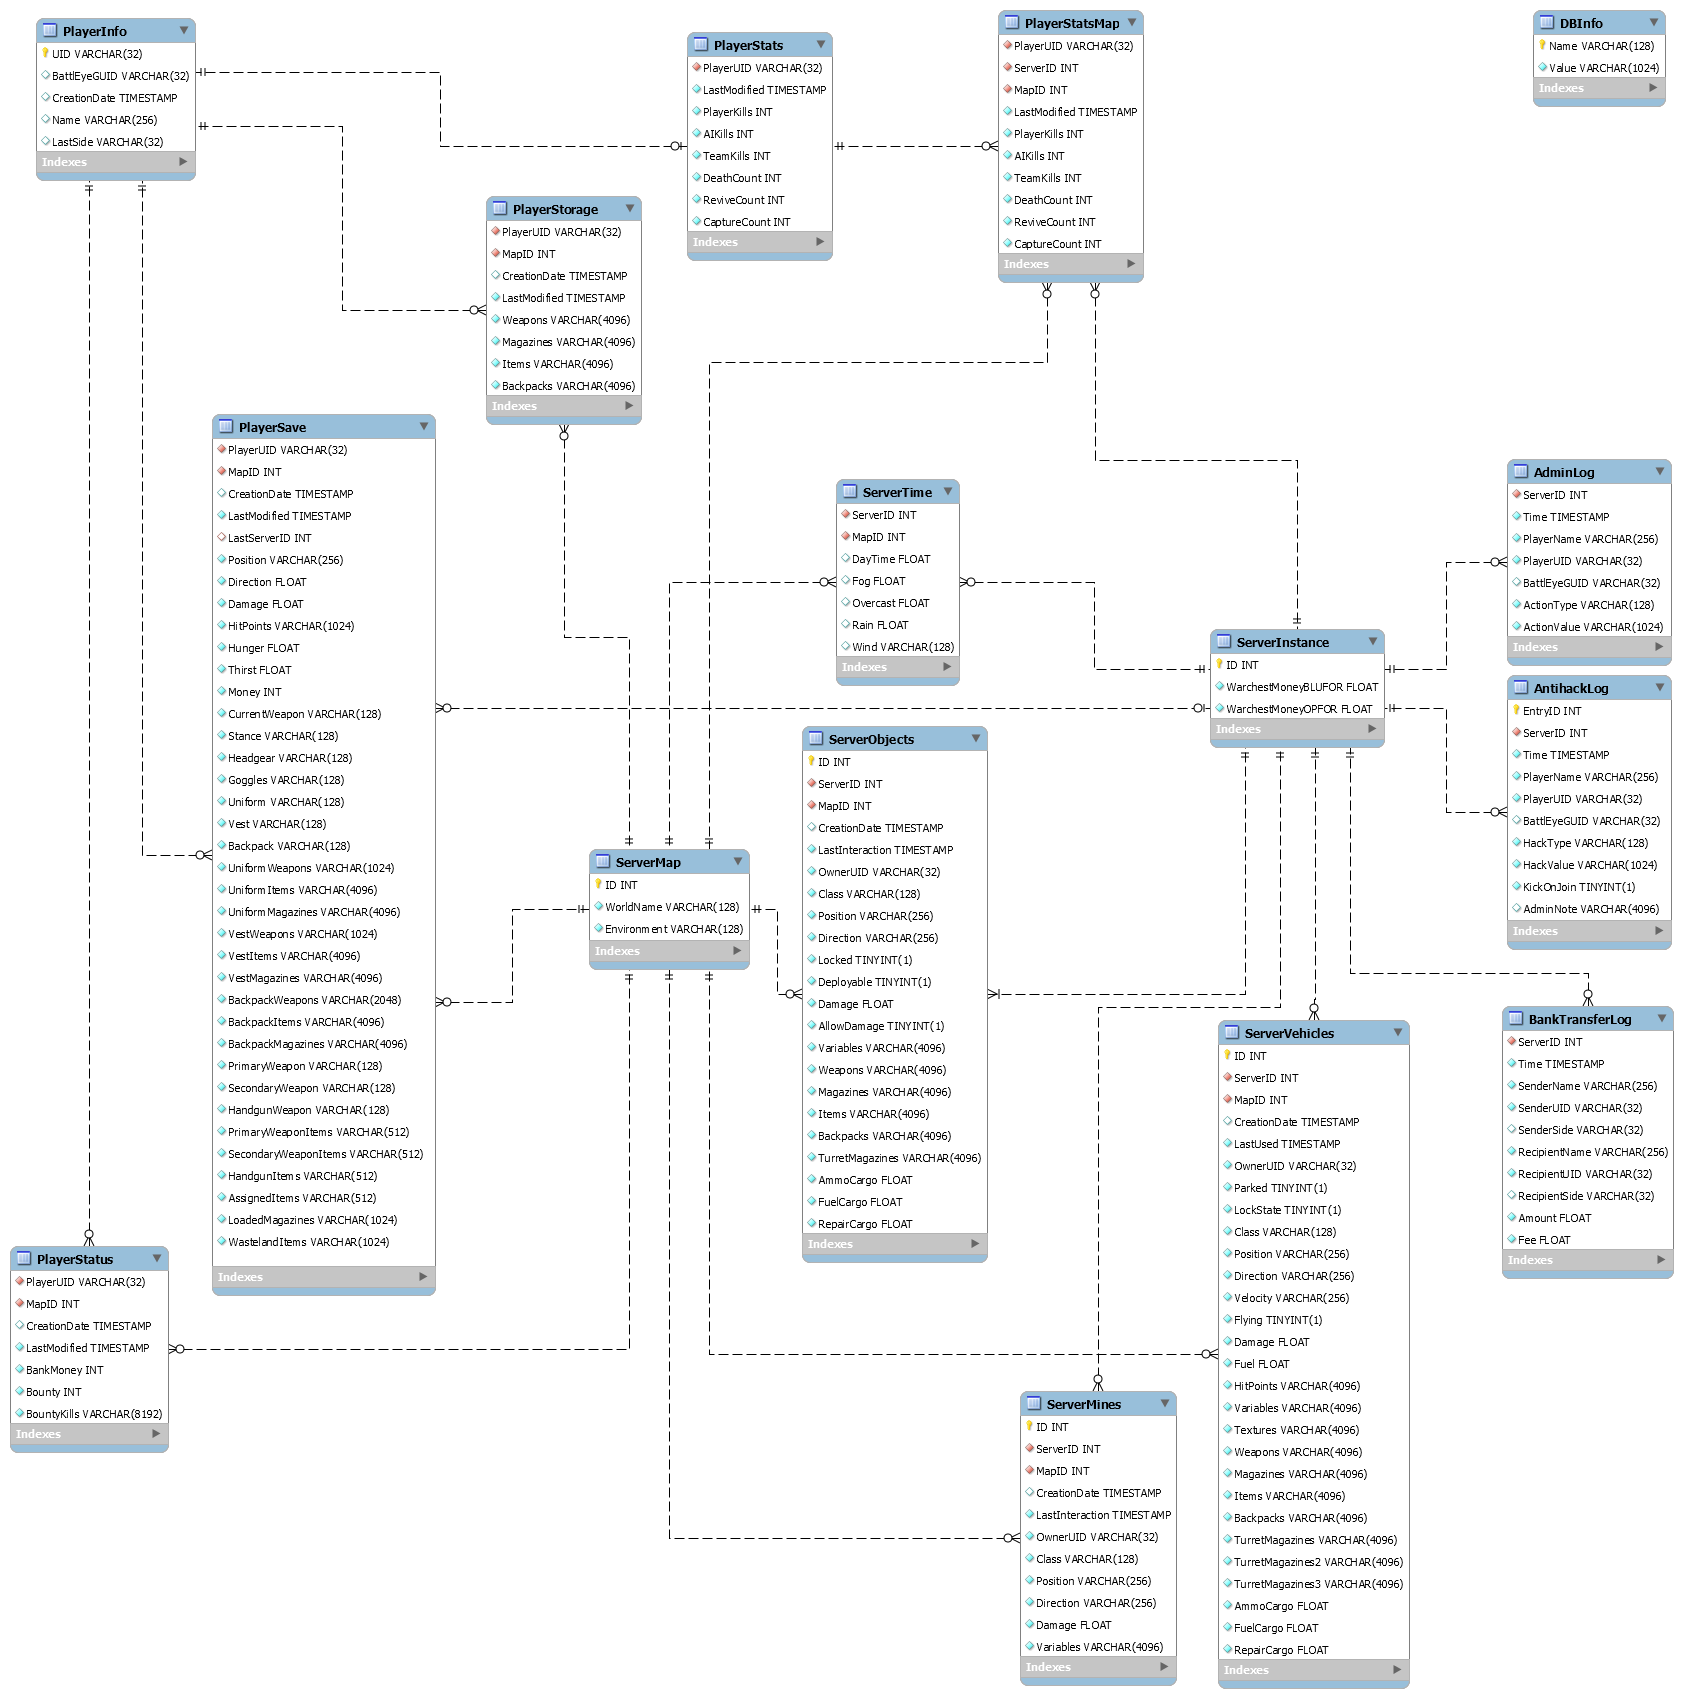 PlayerInfo
UID VARCHAR(32)
BattlEyeGUID VARCHAR(32)
CreationDate TIMESTAMP
Name VARCHAR(256)
LastSide VARCHAR(32)
Indexes
PlayerStats
PlayerUID VARCHAR(32)
LastModified TIMESTAMP
PlayerKills INT
AIKills INT
TeamKills INT
DeathCount INT
ReviveCount INT
CaptureCount INT
Indexes
PlayerStatsMap
PlayerUID VARCHAR(32)
ServerID INT
MapID INT
LastModified TIMESTAMP
PlayerKills INT
AIKills INT
TeamKills INT
DeathCount INT
ReviveCount INT
CaptureCount INT
Indexes
DBInfo
Name VARCHAR(128)
Value VARCHAR(1024)
Indexes
PlayerStorage
PlayerUID VARCHAR(32)
MapID INT
CreationDate TIMESTAMP
LastModified TIMESTAMP
Weapons VARCHAR(4096)
Magazines VARCHAR(4096)
Items VARCHAR(4096)
Backpacks VARCHAR(4096)
Indexes
PlayerSave
PlayerUID VARCHAR(32)
MapID INT
CreationDate TIMESTAMP
LastModified TIMESTAMP
LastServerID INT
Position VARCHAR(256)
Direction FLOAT
Damage FLOAT
HitPoints VARCHAR(1024)
Hunger FLOAT
Thirst FLOAT
Money INT
CurrentWeapon VARCHAR(128)
Stance VARCHAR(128)
Headgear VARCHAR(128)
Goggles VARCHAR(128)
Uniform VARCHAR(128)
Vest VARCHAR(128)
Backpack VARCHAR(128)
UniformWeapons VARCHAR(1024)
UniformItems VARCHAR(4096)
UniformMagazines VARCHAR(4096)
VestWeapons VARCHAR(1024)
VestItems VARCHAR(4096)
VestMagazines VARCHAR(4096)
BackpackWeapons VARCHAR(2048)
BackpackItems VARCHAR(4096)
BackpackMagazines VARCHAR(4096)
PrimaryWeapon VARCHAR(128)
SecondaryWeapon VARCHAR(128)
HandgunWeapon VARCHAR(128)
PrimaryWeaponItems VARCHAR(512)
SecondaryWeaponItems VARCHAR(512)
HandgunItems VARCHAR(512)
AssignedItems VARCHAR(512)
LoadedMagazines VARCHAR(1024)
WastelandItems VARCHAR(1024)
Indexes
ServerTime
ServerID INT
MapID INT
DayTime FLOAT
Fog FLOAT
Overcast FLOAT
Rain FLOAT
Wind VARCHAR(128)
Indexes
AdminLog
ServerID INT
Time TIMESTAMP
PlayerName VARCHAR(256)
PlayerUID VARCHAR(32)
BattlEyeGUID VARCHAR(32)
ActionType VARCHAR(128)
ActionValue VARCHAR(1024)
Indexes
ServerInstance
ID INT
WarchestMoneyBLUFOR FLOAT
WarchestMoneyOPFOR FLOAT
Indexes
AntihackLog
EntryID INT
ServerID INT
Time TIMESTAMP
PlayerName VARCHAR(256)
PlayerUID VARCHAR(32)
BattlEyeGUID VARCHAR(32)
HackType VARCHAR(128)
HackValue VARCHAR(1024)
KickOnJoin TINYINT(1)
AdminNote VARCHAR(4096)
Indexes
ServerObjects
ID INT
ServerID INT
MapID INT
CreationDate TIMESTAMP
LastInteraction TIMESTAMP
OwnerUID VARCHAR(32)
Class VARCHAR(128)
Position VARCHAR(256)
Direction VARCHAR(256)
Locked TINYINT(1)
Deployable TINYINT(1)
Damage FLOAT
AllowDamage TINYINT(1)
Variables VARCHAR(4096)
Weapons VARCHAR(4096)
Magazines VARCHAR(4096)
Items VARCHAR(4096)
Backpacks VARCHAR(4096)
TurretMagazines VARCHAR(4096)
AmmoCargo FLOAT
FuelCargo FLOAT
RepairCargo FLOAT
Indexes
ServerMap
ID INT
WorldName VARCHAR(128)
Environment VARCHAR(128)
Indexes
BankTransferLog
ServerID INT
Time TIMESTAMP
SenderName VARCHAR(256)
SenderUID VARCHAR(32)
SenderSide VARCHAR(32)
RecipientName VARCHAR(256)
RecipientUID VARCHAR(32)
RecipientSide VARCHAR(32)
Amount FLOAT
Fee FLOAT
Indexes
ServerVehicles
ID INT
ServerID INT
MapID INT
CreationDate TIMESTAMP
LastUsed TIMESTAMP
OwnerUID VARCHAR(32)
Parked TINYINT(1)
LockState TINYINT(1)
Class VARCHAR(128)
Position VARCHAR(256)
Direction VARCHAR(256)
Velocity VARCHAR(256)
Flying TINYINT(1)
Damage FLOAT
Fuel FLOAT
HitPoints VARCHAR(4096)
Variables VARCHAR(4096)
Textures VARCHAR(4096)
Weapons VARCHAR(4096)
Magazines VARCHAR(4096)
Items VARCHAR(4096)
Backpacks VARCHAR(4096)
TurretMagazines VARCHAR(4096)
TurretMagazines2 VARCHAR(4096)
TurretMagazines3 VARCHAR(4096)
AmmoCargo FLOAT
FuelCargo FLOAT
RepairCargo FLOAT
Indexes
PlayerStatus
PlayerUID VARCHAR(32)
MapID INT
CreationDate TIMESTAMP
LastModified TIMESTAMP
BankMoney INT
Bounty INT
BountyKills VARCHAR(8192)
Indexes
ServerMines
ID INT
ServerID INT
MapID INT
CreationDate TIMESTAMP
LastInteraction TIMESTAMP
OwnerUID VARCHAR(32)
Class VARCHAR(128)
Position VARCHAR(256)
Direction VARCHAR(256)
Damage FLOAT
Variables VARCHAR(4096)
Indexes